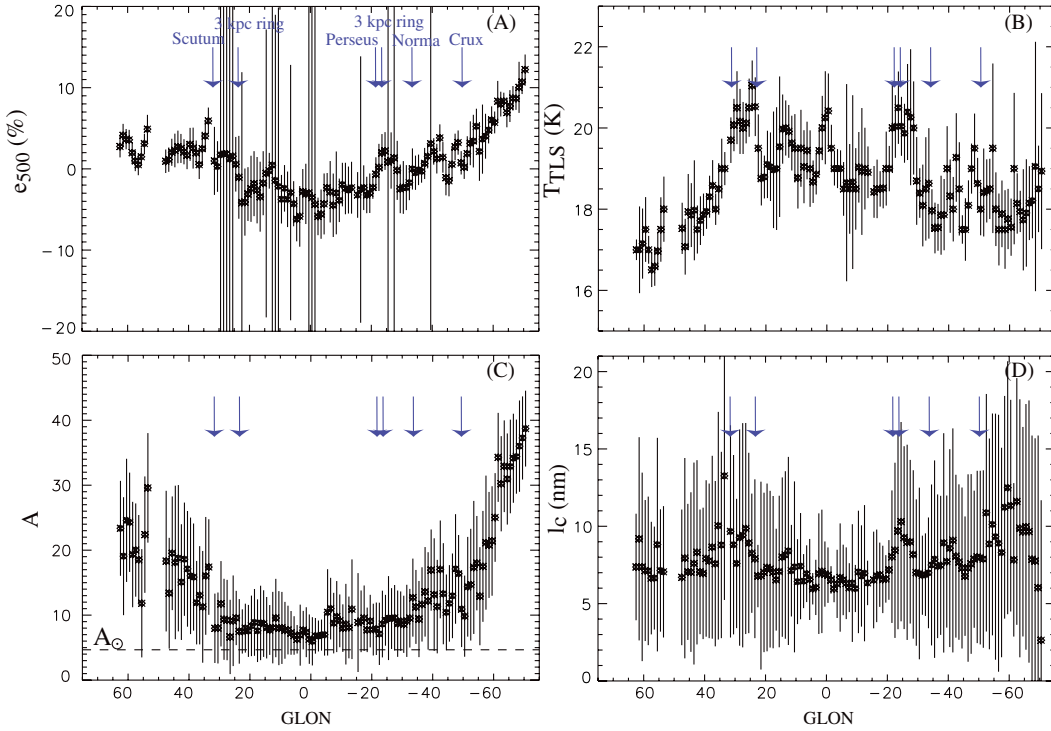 (A)
3 kpc ring
3 kpc ring
Scutum
Perseus
Norma
Crux
20
10
0
−10
−20
e500 (%)
(B)
22
20
18
16
TTLS (K)
(C)
50
40
30
20
10
0
A
A⊙
60 40 20 0 −20 −40 −60
GLON
(D)
20
15
10
5
0
lc (nm)
60 40 20 0 −20 −40 −60
GLON